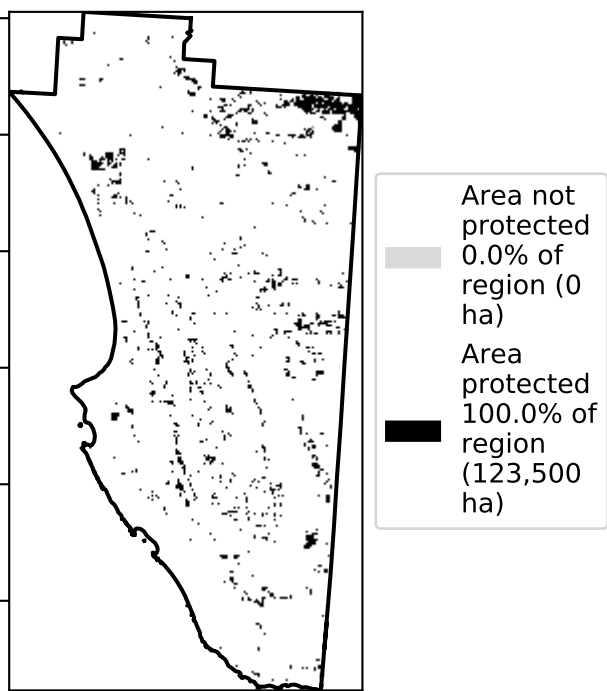 Area not
protected
0.0% of
region (0
ha)
Area
protected
100.0% of
region
(123,500
ha)